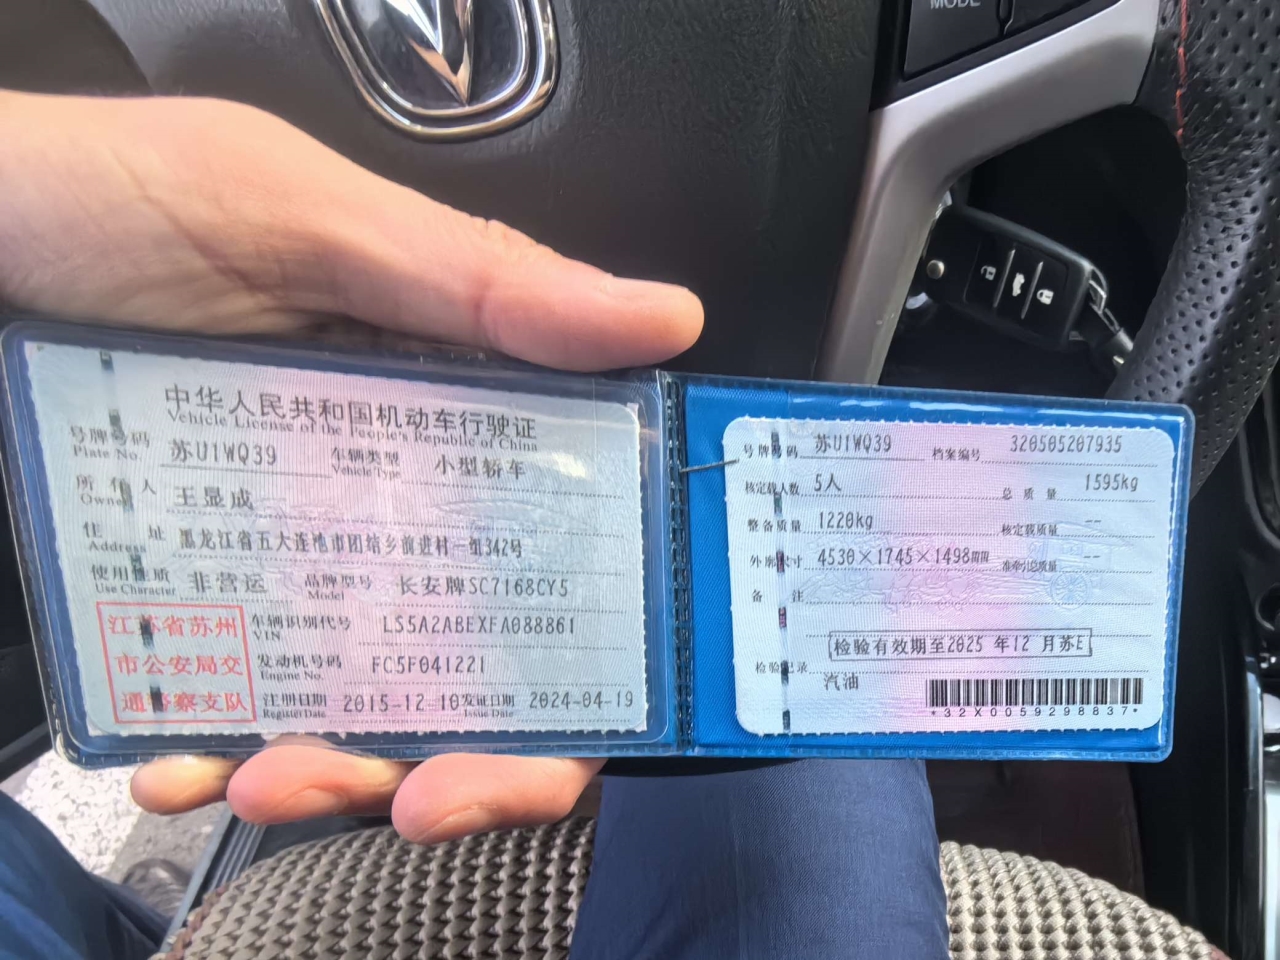 MODE
中华人民共和国机动车行驶证
Vehicle License of the People's Republic of China
号牌号码 苏U1WQ39 车辆类型 小型轿车
Plate No. Vehicle Type
所有人 王显成
Owner
住址 黑龙江省五大连池市团结乡前进村一组342号
Address
使用性质 非营运 品牌型号 长安牌SC7168CY5
Use Character Model
江苏省苏州
市公安局交
通警察支队
车辆识别代号 LS5A2ABEXFA088861
VIN
发动机号码 FC5F041221
Engine No.
注册日期 2015-12-10 发证日期 2024-04-19
Register Date Issue Date
号牌号码 苏U1WQ39 档案编号 320505207935
核定载人数 5人 总质量 1595kg
整备质量 1220kg 核定载质量 --
外廓尺寸 4530×1745×1498mm 准牵引总质量 --
备注
检验有效期至2025 年12 月苏E
检验记录
汽油
*32X0059298837*